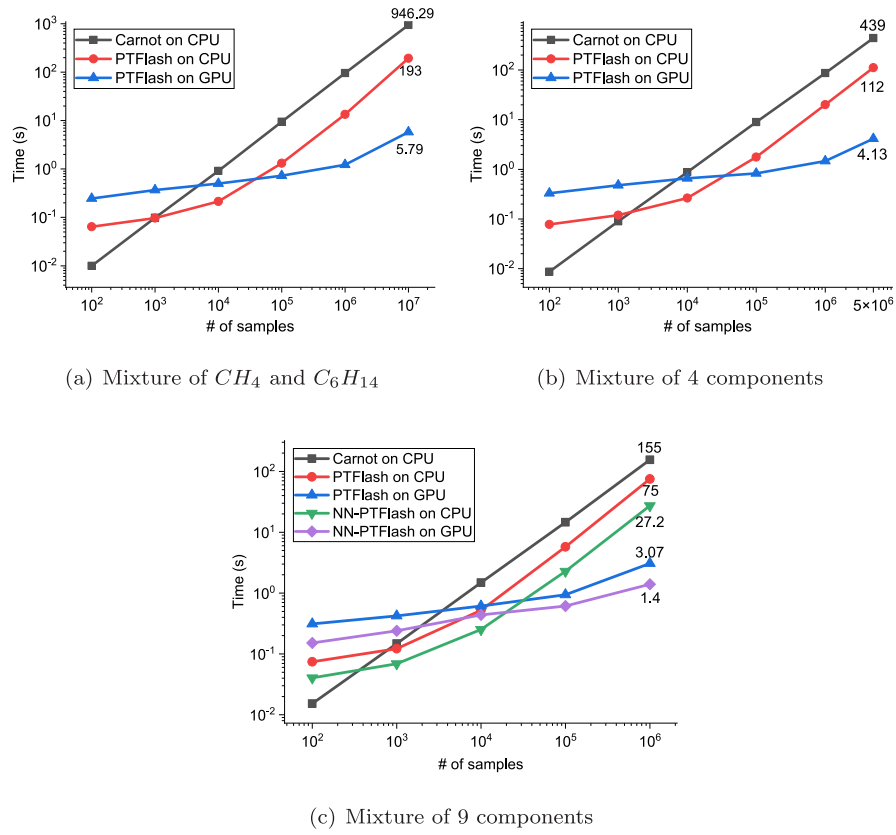 946.29
10³
Carnot on CPU
PTFlash on CPU
PTFlash on GPU
10²
193
10¹
5.79
10⁰
10⁻¹
10⁻²
Time (s)
10² 10³ 10⁴ 10⁵ 10⁶ 10⁷
# of samples
(a) Mixture of CH₄ and C₆H₁₄
439
Carnot on CPU
PTFlash on CPU
PTFlash on GPU
10²
112
10¹
4.13
10⁰
10⁻¹
10⁻²
Time (s)
10² 10³ 10⁴ 10⁵ 10⁶ 5×10⁶
# of samples
(b) Mixture of 4 components
155
Carnot on CPU
PTFlash on CPU
PTFlash on GPU
NN-PTFlash on CPU
NN-PTFlash on GPU
10²
75
27.2
10¹
3.07
10⁰
1.4
10⁻¹
10⁻²
Time (s)
10² 10³ 10⁴ 10⁵ 10⁶
# of samples
(c) Mixture of 9 components